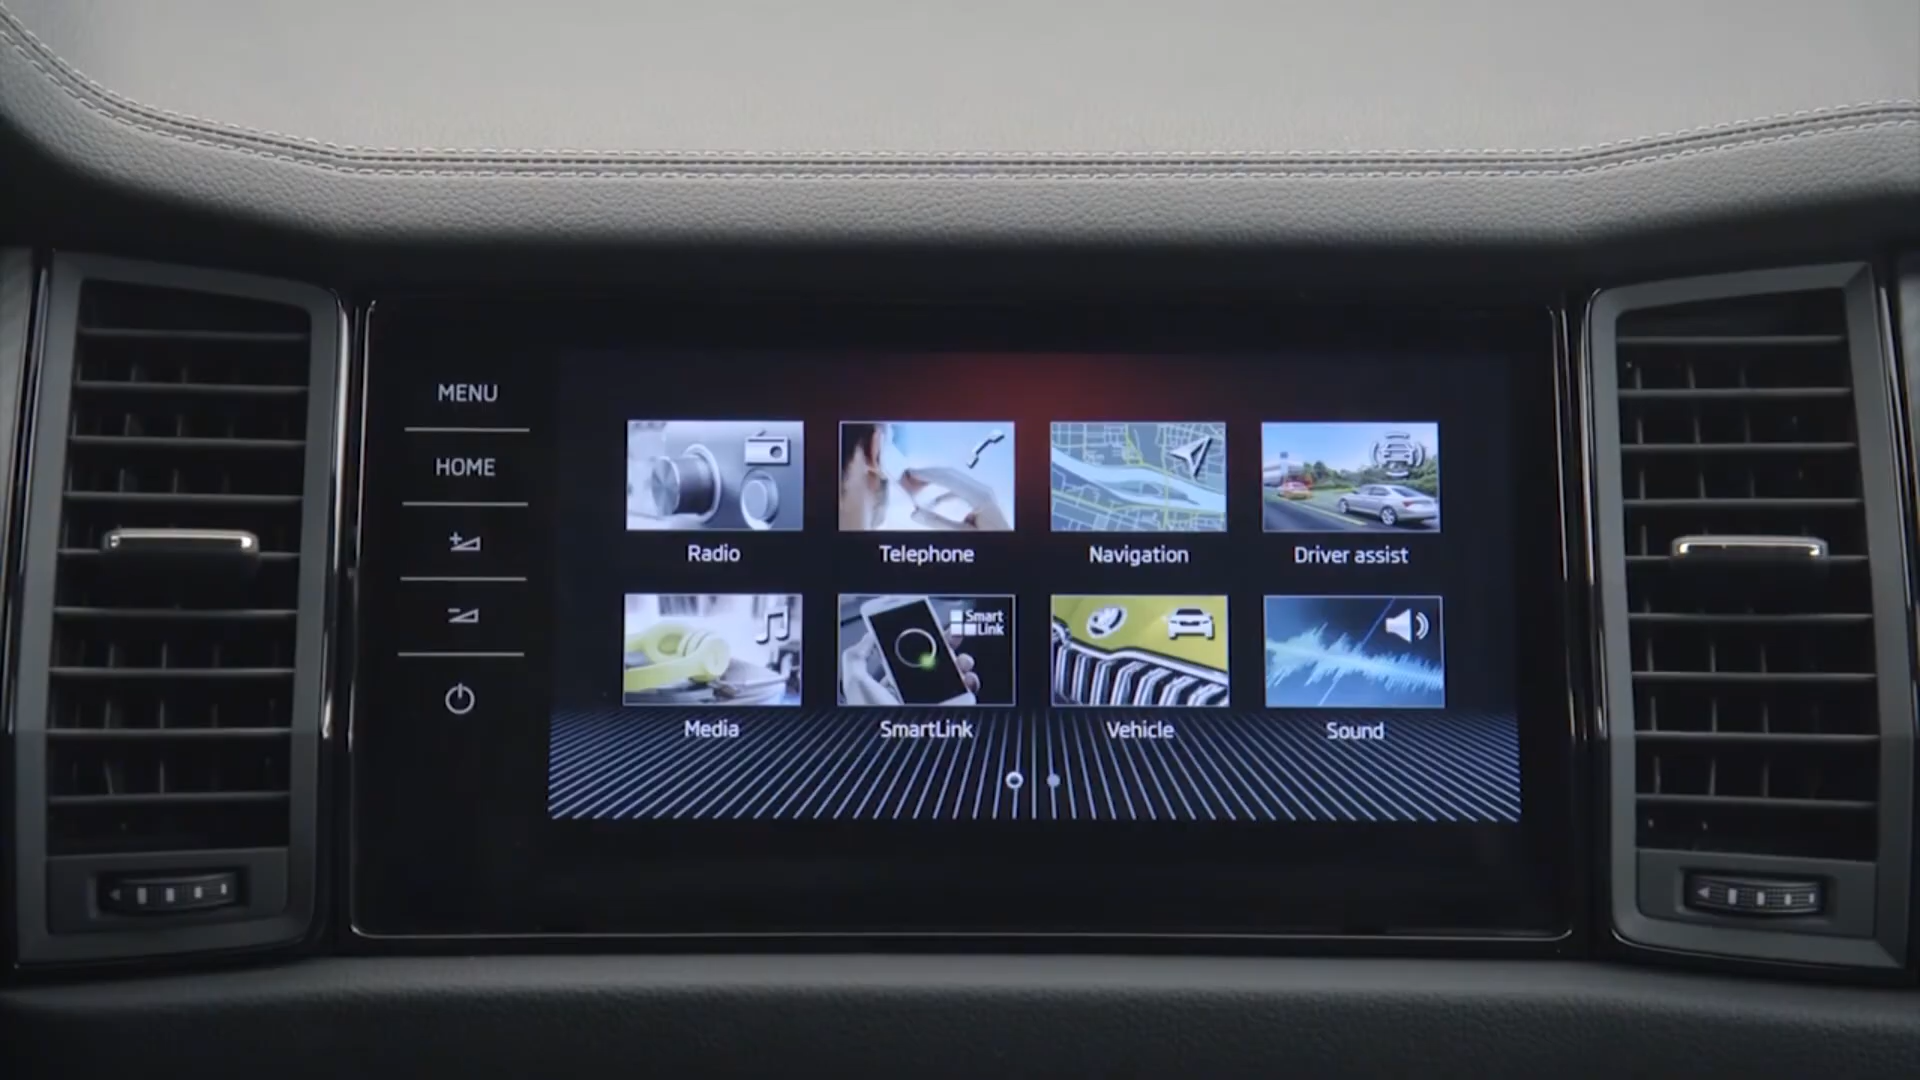 MENU
HOME
Radio
Telephone
Navigation
Driver assist
Smart
Link
Media
SmartLink
Vehicle
Sound